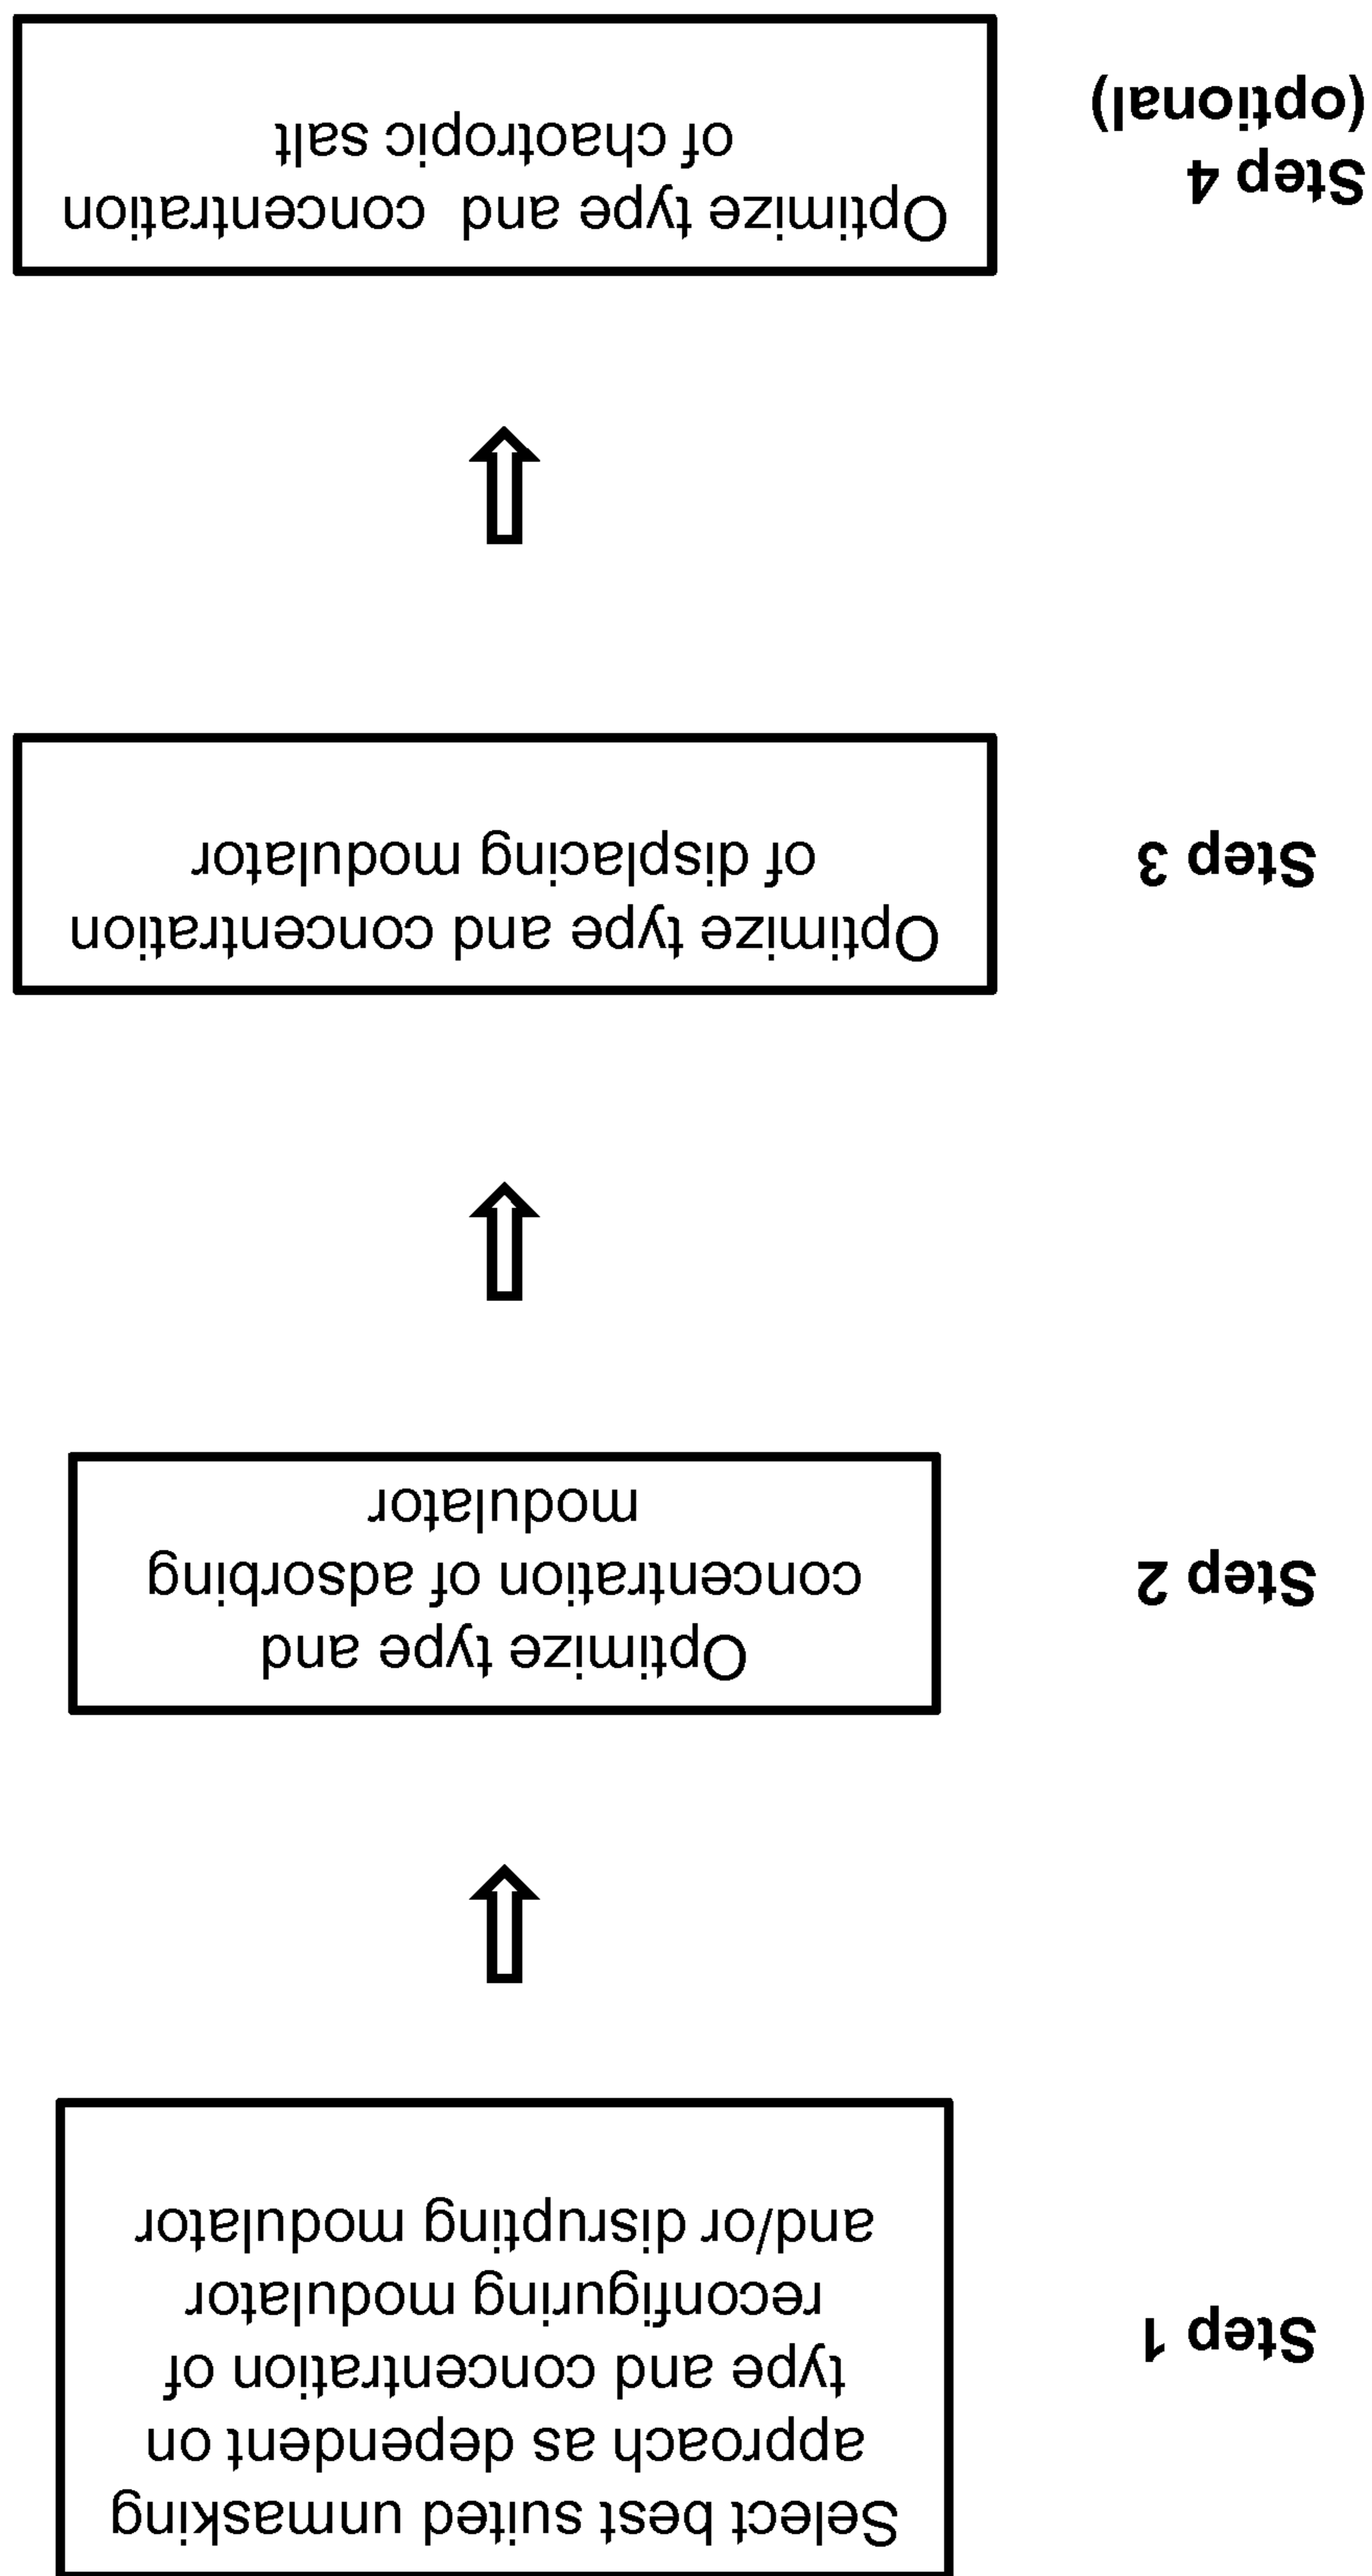 Step 1
Select best suited unmasking
approach as dependent on
type and concentration of
reconfiguring modulator
and/or disrupting modulator
Step 2
Optimize type and
concentration of adsorbing
modulator
Step 3
Optimize type and concentration
of displacing modulator
Step 4
(optional)
Optimize type and  concentration
of chaotropic salt